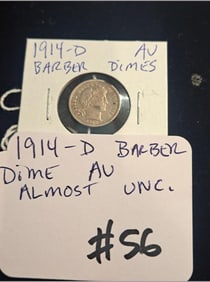 1914-D AU
BARBER DIMES
1914-D BARBER
DIME AU
ALMOST UNC.
#56